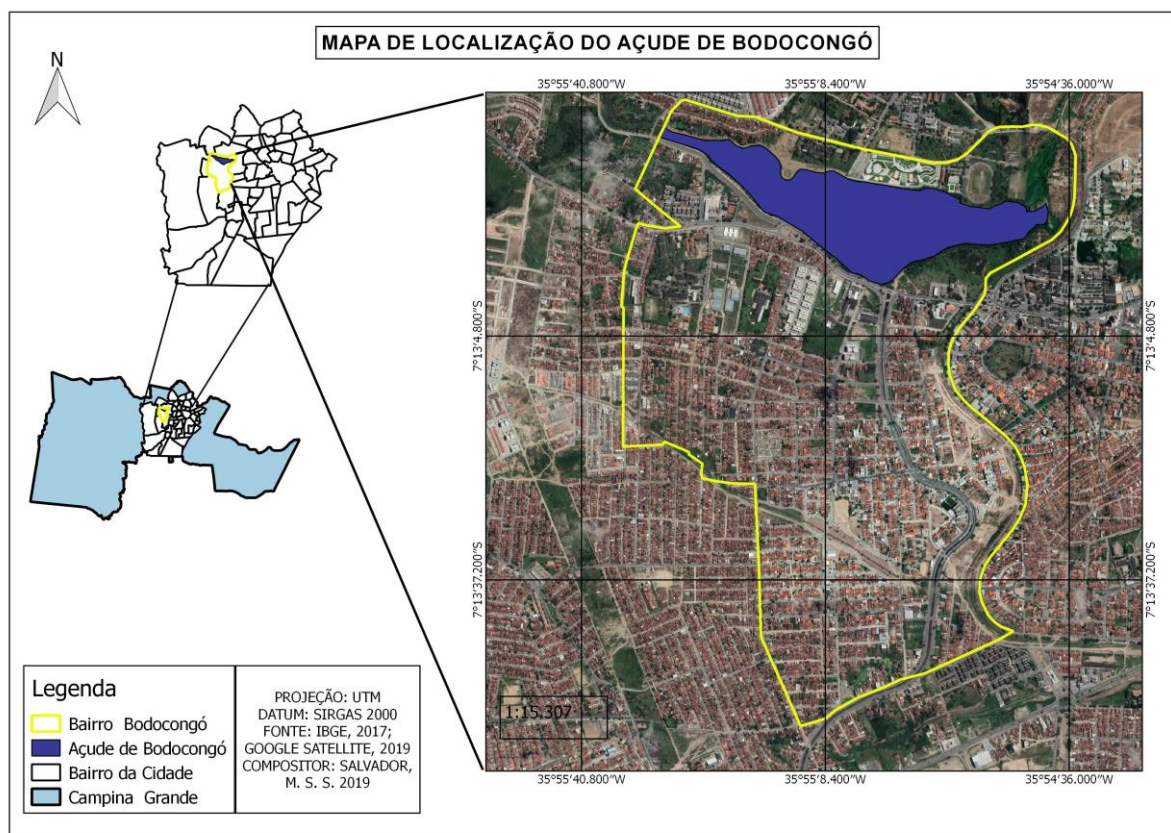 MAPA DE LOCALIZAÇÃO DO AÇUDE DE BODOCONGÓ
N
35°55′40.800″W
35°55′8.400″W
35°54′36.000″W
7°13′4.800″S
7°13′37.200″S
7°13′4.800″S
7°13′37.200″S
1:15.307
35°55′40.800″W
35°55′8.400″W
35°54′36.000″W
Legenda
Bairro Bodocongó
Açude de Bodocongó
Bairro da Cidade
Campina Grande
PROJEÇÃO: UTM
DATUM: SIRGAS 2000
FONTE: IBGE, 2017;
GOOGLE SATELLITE, 2019
COMPOSITOR: SALVADOR,
M. S. S. 2019